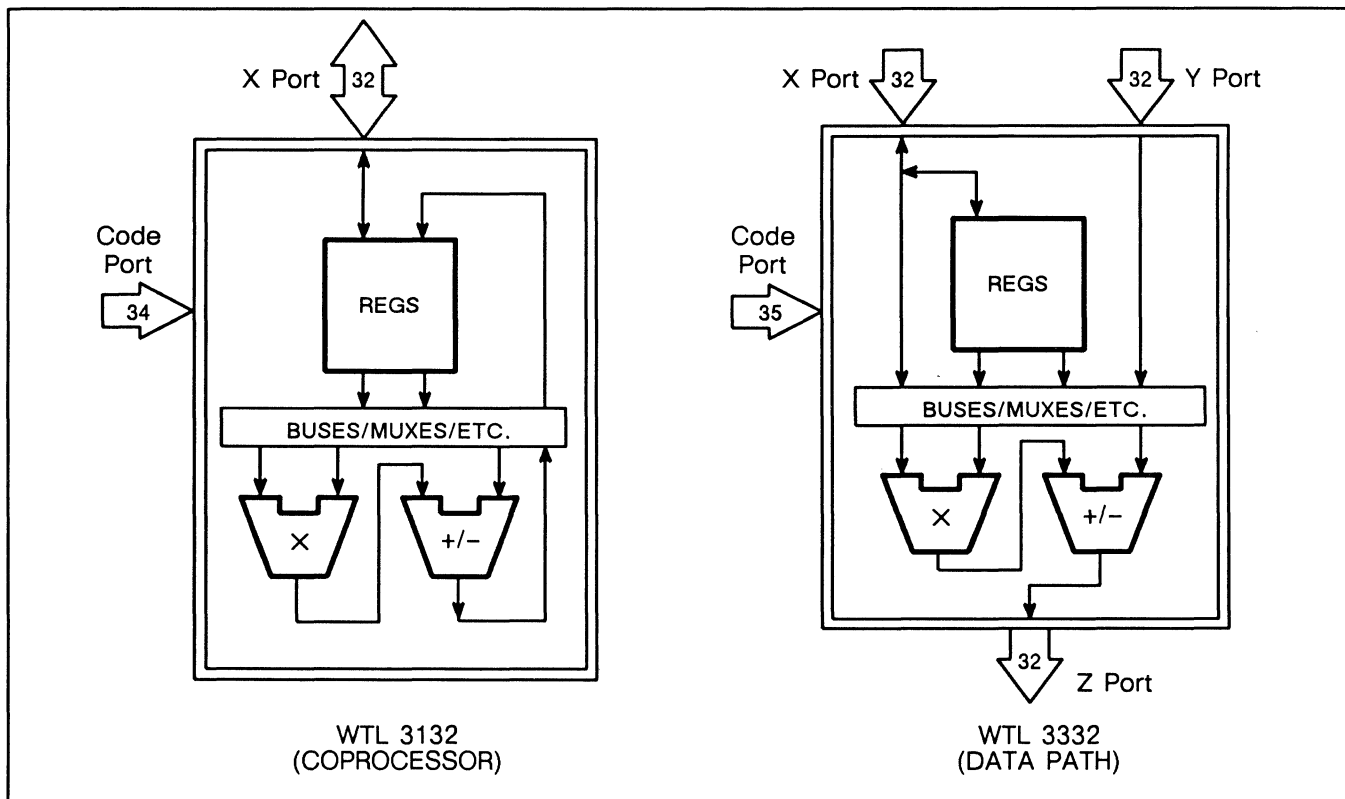 X Port
32
Code
Port
34
REGS
BUSES/MUXES/ETC.
×
+/−
WTL 3132
(COPROCESSOR)
X Port
32
32
Y Port
Code
Port
35
REGS
BUSES/MUXES/ETC.
×
+/−
32
Z Port
WTL 3332
(DATA PATH)